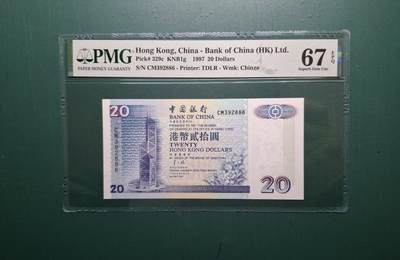 PMG
PAPER MONEY GUARANTY
Hong Kong, China - Bank of China (HK) Ltd.
Pick# 329c KNB1g 1997 20 Dollars
S/N CM392886 - Printer: TDLR - Wmk: Chinze
67 EPQ
Superb Gem Unc
20
中國銀行
BANK OF CHINA
CM392886
港幣貳拾圓
TWENTY
HONG KONG DOLLARS
20
20